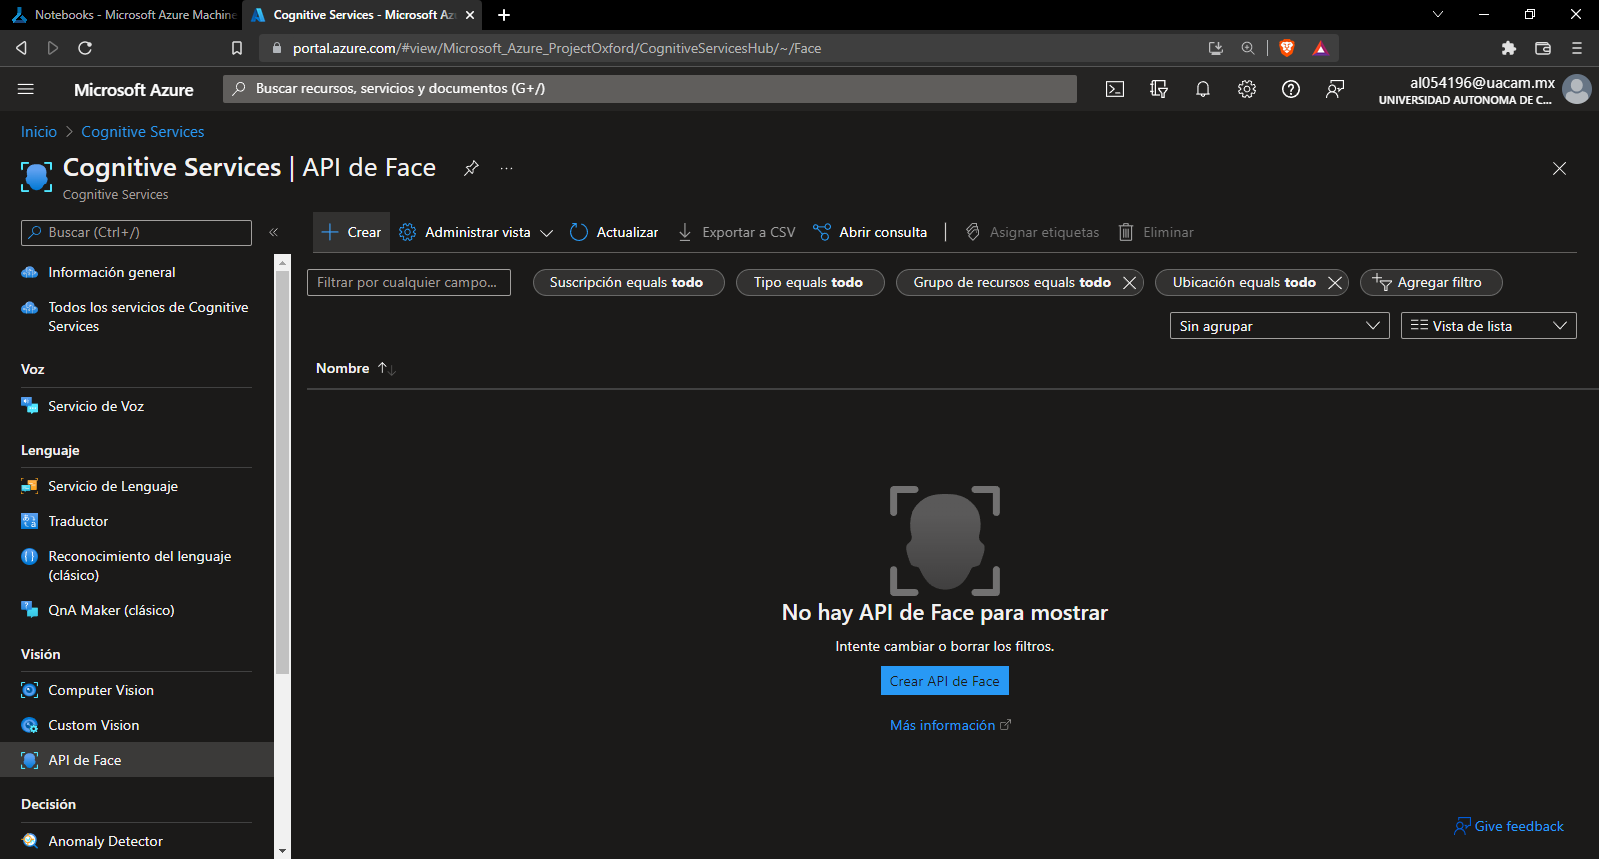 Notebooks - Microsoft Azure Machine
Cognitive Services - Microsoft Az
portal.azure.com/#view/Microsoft_Azure_ProjectOxford/CognitiveServicesHub/~/Face
Microsoft Azure
Buscar recursos, servicios y documentos (G+/)
al054196@uacam.mx
UNIVERSIDAD AUTONOMA DE C...
Inicio > Cognitive Services
Cognitive Services | API de Face
Cognitive Services
Buscar (Ctrl+/)
Información general
Todos los servicios de Cognitive
Services
Voz
Servicio de Voz
Lenguaje
Servicio de Lenguaje
Traductor
Reconocimiento del lenguaje
(clásico)
QnA Maker (clásico)
Visión
Computer Vision
Custom Vision
API de Face
Decisión
Anomaly Detector
Crear
Administrar vista
Actualizar
Exportar a CSV
Abrir consulta
Asignar etiquetas
Eliminar
Filtrar por cualquier campo...
Suscripción equals todo
Tipo equals todo
Grupo de recursos equals todo
Ubicación equals todo
Agregar filtro
Sin agrupar
Vista de lista
Nombre
No hay API de Face para mostrar
Intente cambiar o borrar los filtros.
Crear API de Face
Más información
Give feedback